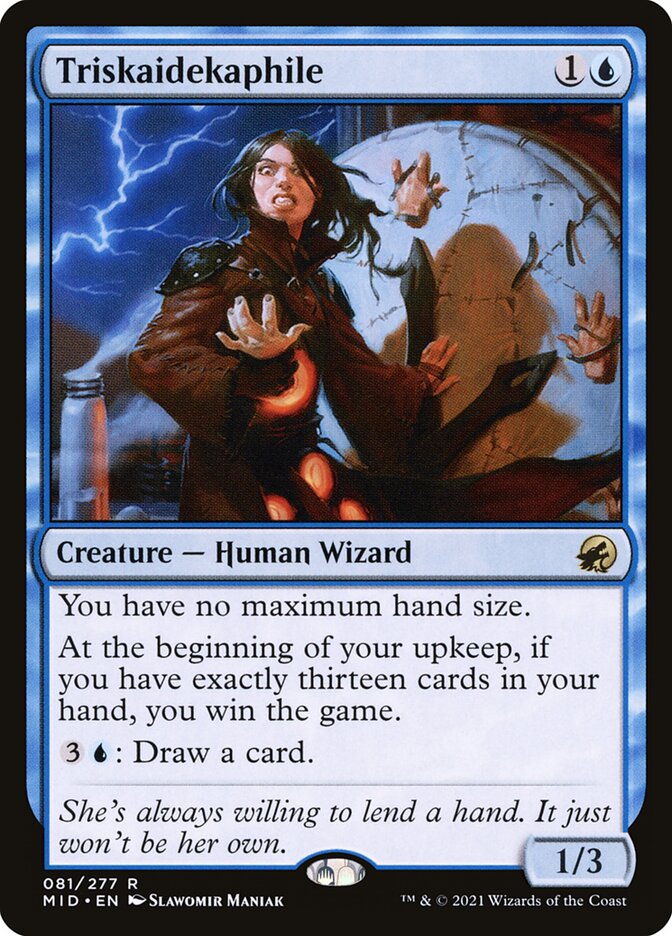 Triskaidekaphile 1
Creature — Human Wizard
You have no maximum hand size.
At the beginning of your upkeep, if
you have exactly thirteen cards in your
hand, you win the game.
3 : Draw a card.
She's always willing to lend a hand. It just
won't be her own.
1/3
081/277 R
MID • EN Slawomir Maniak ™ & © 2021 Wizards of the Coast